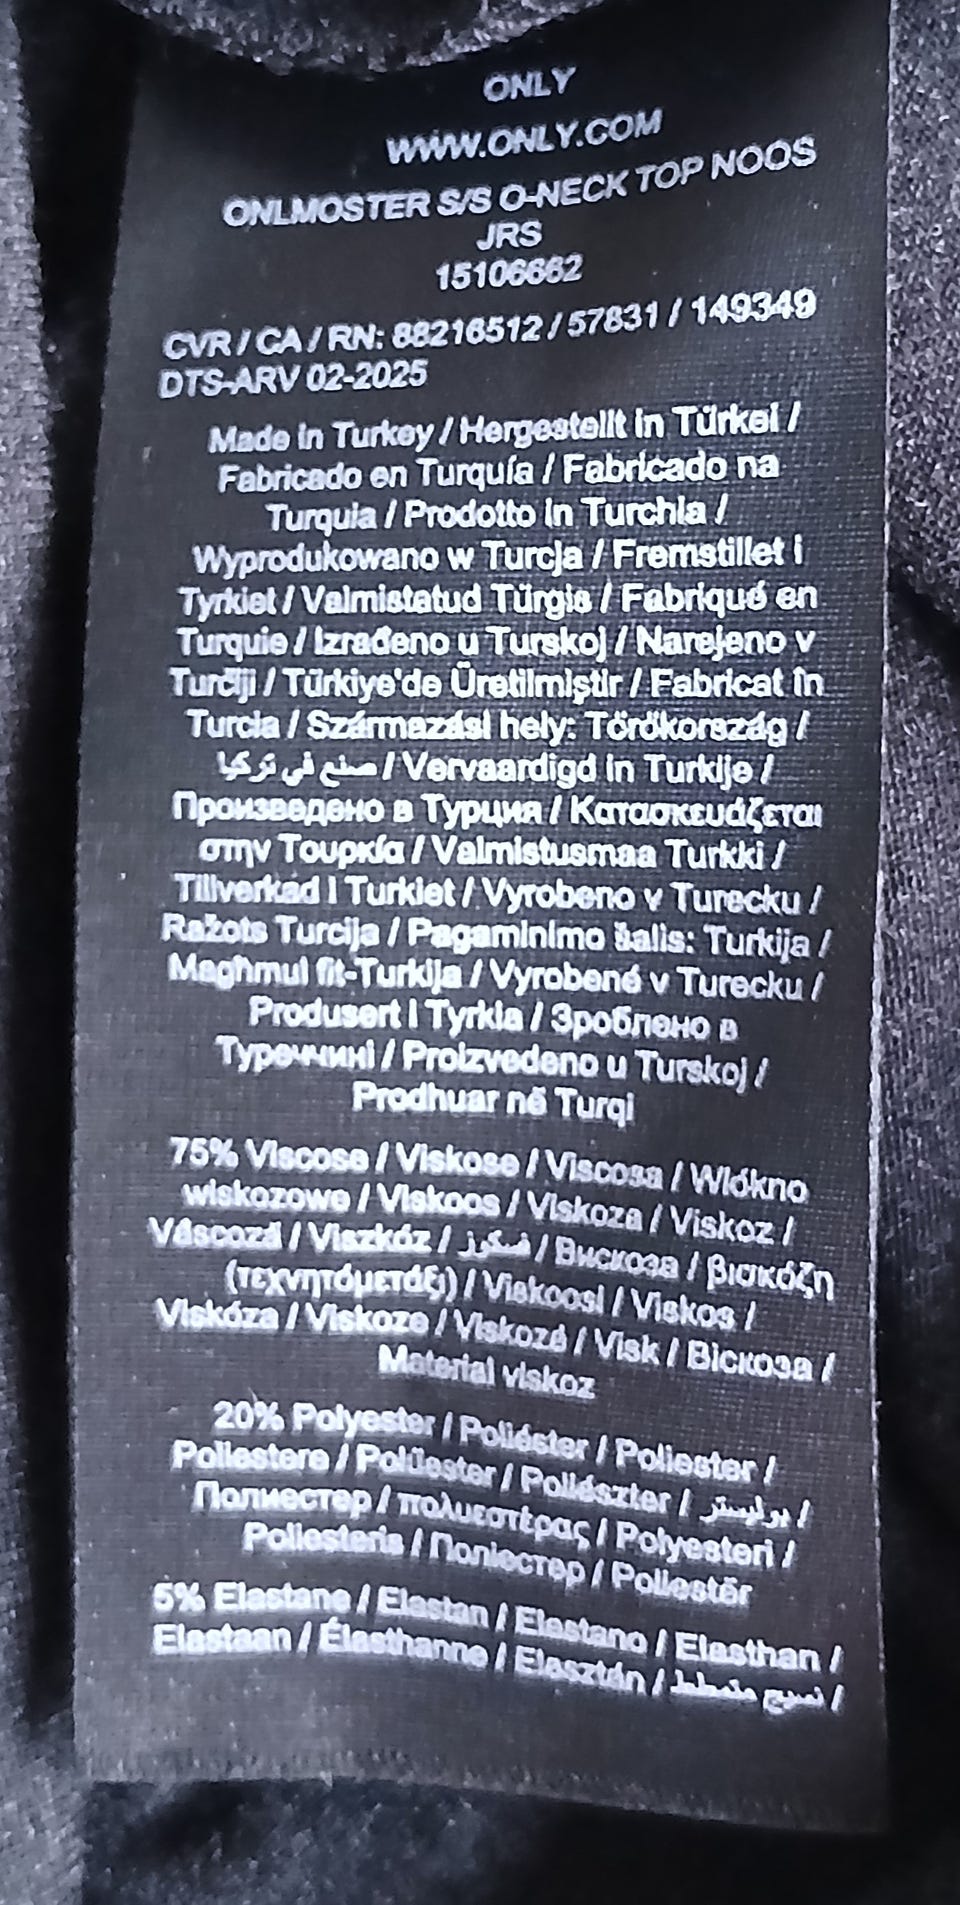 ONLY
WWW.ONLY.COM
ONLMOSTER S/S O-NECK TOP NOOS
JRS
15106662
CVR / CA / RN: 88216512 / 57831 / 149349
DTS-ARV 02-2025
Made in Turkey / Hergestellt in Türkei /
Fabricado en Turquía / Fabricado na
Turquia / Prodotto in Turchia /
Wyprodukowano w Turcja / Fremstillet i
Tyrkiet / Valmistatud Türgis / Fabriqué en
Turquie / Izrađeno u Turskoj / Narejeno v
Turčiji / Türkiye'de Üretilmiştir / Fabricat în
Turcia / Származási hely: Törökország /
صنع في تركيا / Vervaardigd in Turkije /
Произведено в Турция / Κατασκευάζεται
στην Τουρκία / Valmistusmaa Turkki /
Tillverkad i Turkiet / Vyrobeno v Turecku /
Ražots Turcija / Pagaminimo šalis: Turkija /
Magħmul fit-Turkija / Vyrobené v Turecku /
Produsert i Tyrkia / Зроблено в
Туреччині / Proizvedeno u Turskoj /
Prodhuar në Turqi
75% Viscose / Viskose / Viscosa / Włókno
wiskozowe / Viskoos / Viskoza / Viskoz /
Vâscoză / Viszkóz / فسكوز / Вискоза / βισκόζη
(τεχνητόμετάξι) / Viskoosi / Viskos /
Viskóza / Viskoze / Viskozė / Visk / Віскоза /
Material viskoz
20% Polyester / Poliéster / Poliester /
Poliestere / Polüester / Poliészter / بوليستر /
Полиестер / πολυεστέρας / Polyesteri /
Poliesteris / Поліестер / Poliestër
5% Elastane / Elastan / Elastano / Elasthan /
Elastaan / Élasthanne / Elasztán / نسيج متمطط /